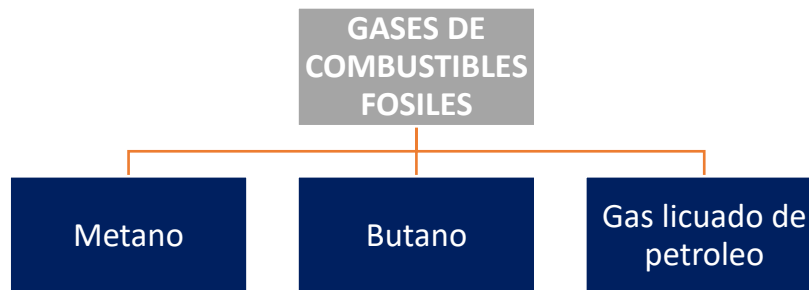 GASES DE
COMBUSTIBLES
FOSILES
Metano
Butano
Gas licuado de
petroleo